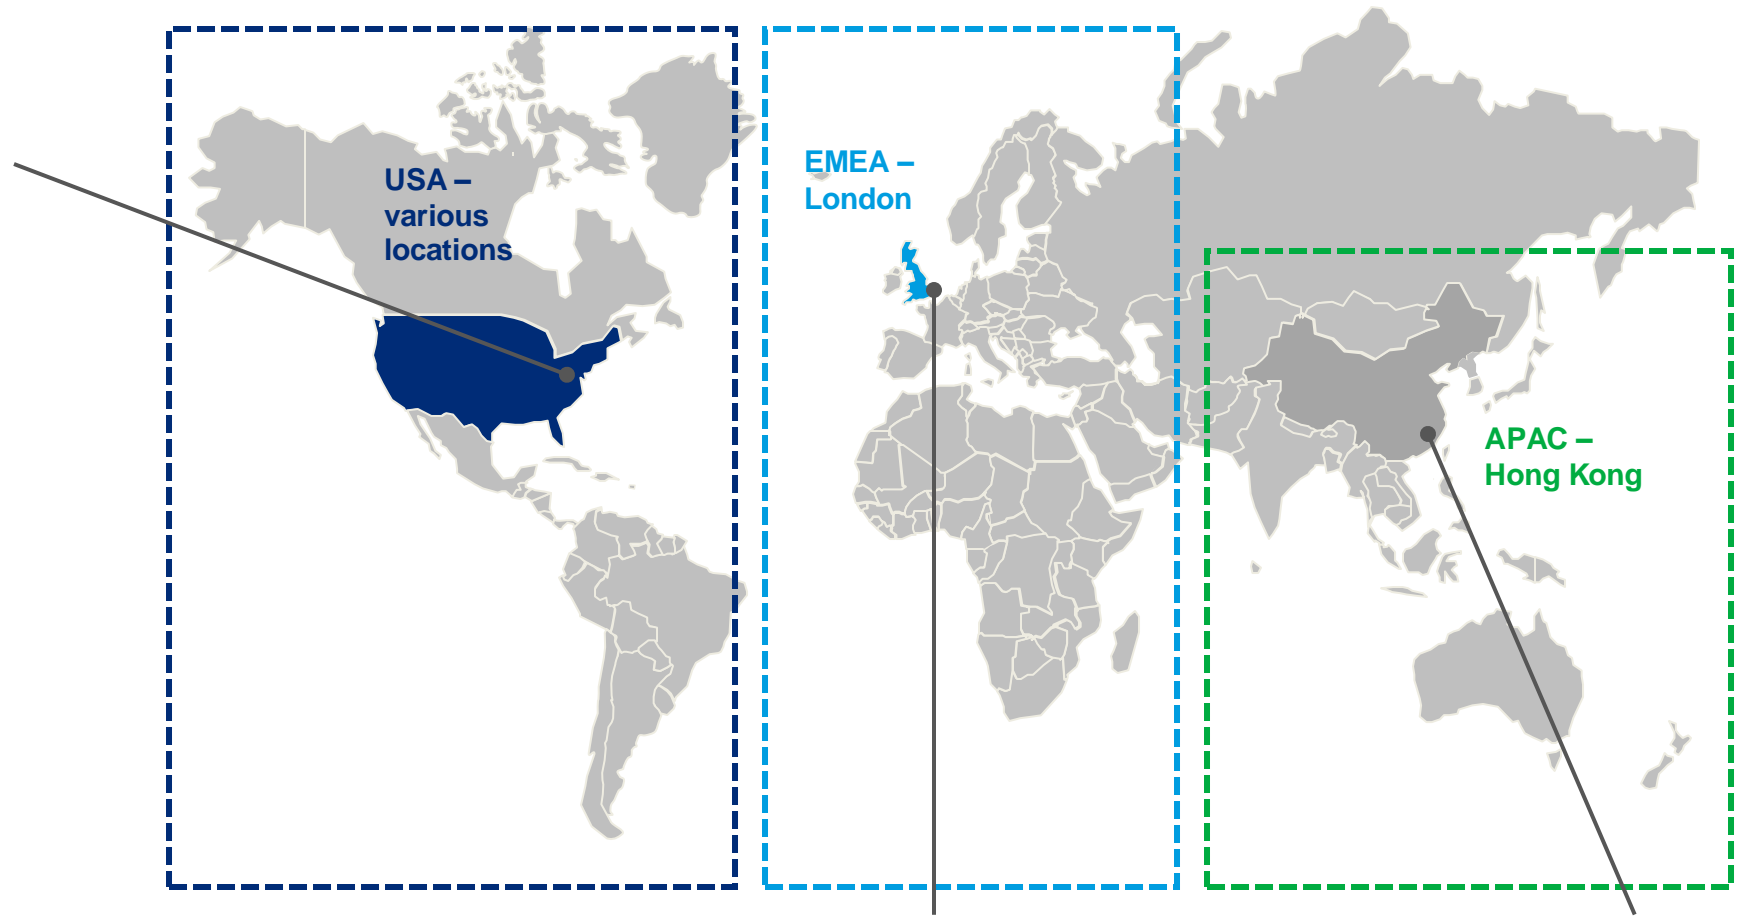 USA –
various
locations
EMEA –
London
APAC –
Hong Kong